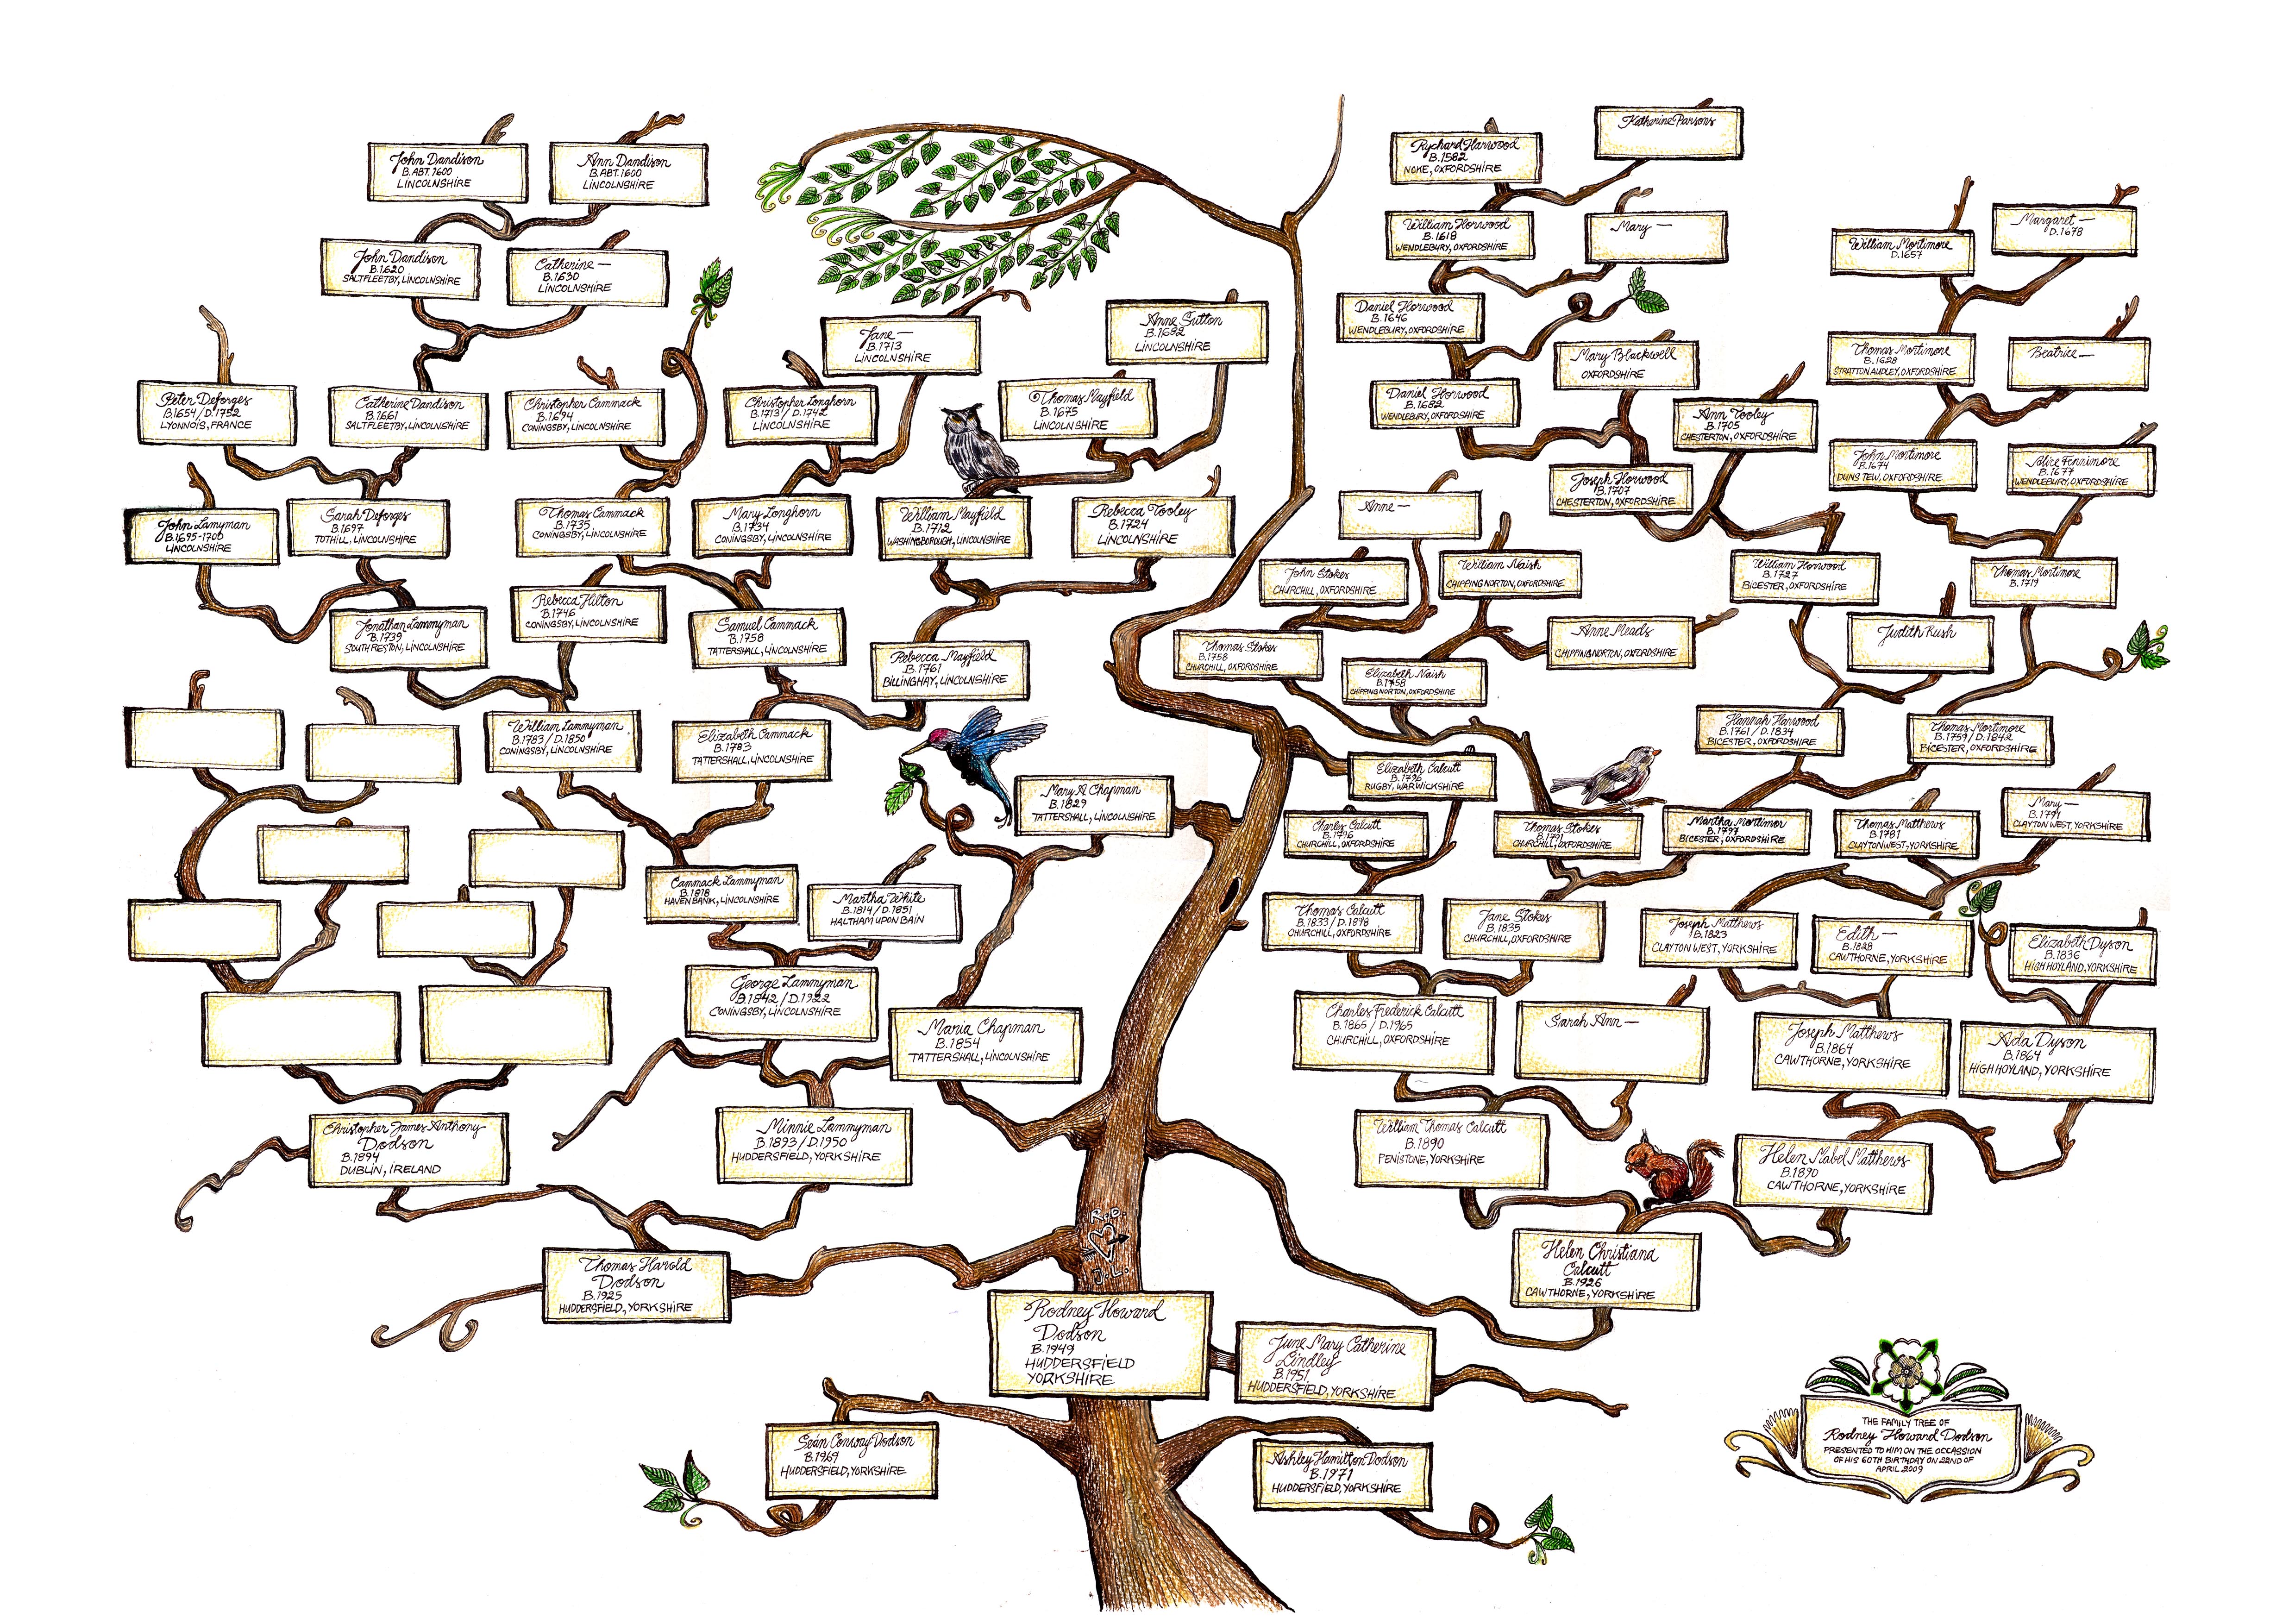 John Dandison
B. ABT. 1600
LINCOLNSHIRE
Ann Dandison
B. ABT. 1600
LINCOLNSHIRE
John Dandison
B. 1620
SALTFLEETBY, LINCOLNSHIRE
Catherine —
B. 1630
LINCOLNSHIRE
Peter Deforges
B. 1654 / D. 1752
LYONNOIS, FRANCE
Catherine Dandison
B. 1661
SALTFLEETBY, LINCOLNSHIRE
Christopher Cammack
B. 1694
CONINGSBY, LINCOLNSHIRE
Christopher Longhorn
B. 1713 / D. 1742
LINCOLNSHIRE
Jane —
B. 1713
LINCOLNSHIRE
Thomas Mayfield
B. 1675
LINCOLNSHIRE
Anne Sutton
B. 1682
LINCOLNSHIRE
John Lamyman
B. 1695-1700
LINCOLNSHIRE
Sarah Deforges
B. 1697
TOTHILL, LINCOLNSHIRE
Thomas Cammack
B. 1735
CONINGSBY, LINCOLNSHIRE
Mary Longhorn
B. 1734
CONINGSBY, LINCOLNSHIRE
William Mayfield
B. 1712
WASHINGBOROUGH, LINCOLNSHIRE
Rebecca Tooley
B. 1724
LINCOLNSHIRE
Jonathan Lammyman
B. 1739
SOUTH RESTON, LINCOLNSHIRE
Rebecca Hilton
B. 1746
CONINGSBY, LINCOLNSHIRE
Samuel Cammack
B. 1758
TATTERSHALL, LINCOLNSHIRE
Rebecca Mayfield
B. 1761
BILLINGHAY, LINCOLNSHIRE
William Lammyman
B. 1783 / D. 1850
CONINGSBY, LINCOLNSHIRE
Elizabeth Cammack
B. 1783
TATTERSHALL, LINCOLNSHIRE
Mary A Chapman
B. 1829
TATTERSHALL, LINCOLNSHIRE
Cammack Lammyman
B. 1818
HAVEN BANK, LINCOLNSHIRE
Martha White
B. 1814 / D. 1851
HALTHAM UPON BAIN
George Lammyman
B. 1842 / D. 1922
CONINGSBY, LINCOLNSHIRE
Maria Chapman
B. 1854
TATTERSHALL, LINCOLNSHIRE
Christopher James Anthony
Dodson
B. 1894
DUBLIN, IRELAND
Minnie Lammyman
B. 1893 / D. 1950
HUDDERSFIELD, YORKSHIRE
Thomas Harold
Dodson
B. 1925
HUDDERSFIELD, YORKSHIRE
Rychard Harwood
B. 1582
NOKE, OXFORDSHIRE
Katherine Parsons
William Horwood
B. 1618
WENDLEBURY, OXFORDSHIRE
Mary —
Daniel Horwood
B. 1646
WENDLEBURY, OXFORDSHIRE
Daniel Horwood
B. 1682
WENDLEBURY, OXFORDSHIRE
Mary Blackwell
OXFORDSHIRE
Ann Tooley
B. 1705
CHESTERTON, OXFORDSHIRE
Joseph Horwood
B. 1707
CHESTERTON, OXFORDSHIRE
William Mortimore
D. 1657
Margaret —
D. 1678
Thomas Mortimore
B. 1628
STRATTON AUDLEY, OXFORDSHIRE
Beatrice —
John Mortimore
B. 1674
DUNS TEW, OXFORDSHIRE
Alice Fennimore
B. 1677
WENDLEBURY, OXFORDSHIRE
Anne —
John Stokes
CHURCHILL, OXFORDSHIRE
William Naish
CHIPPING NORTON, OXFORDSHIRE
William Horwood
B. 1727
BICESTER, OXFORDSHIRE
Thomas Mortimore
B. 1719
Thomas Stokes
B. 1758
CHURCHILL, OXFORDSHIRE
Elizabeth Naish
B. 1758
CHIPPING NORTON, OXFORDSHIRE
Anne Meads
CHIPPING NORTON, OXFORDSHIRE
Judith Rush
Hannah Harwood
B. 1761 / D. 1834
BICESTER, OXFORDSHIRE
Thomas Mortimore
B. 1759 / D. 1842
BICESTER, OXFORDSHIRE
Elizabeth Calcutt
B. 1796
RUGBY, WARWICKSHIRE
Charles Calcutt
B. 1796
CHURCHILL, OXFORDSHIRE
Thomas Stokes
B. 1791
CHURCHILL, OXFORDSHIRE
Martha Mortimor
B. 1797
BICESTER, OXFORDSHIRE
Thomas Matthews
B. 1781
CLAYTON WEST, YORKSHIRE
Mary —
B. 1791
CLAYTON WEST, YORKSHIRE
Thomas Calcutt
B. 1833 / D. 1898
CHURCHILL, OXFORDSHIRE
Jane Stokes
B. 1835
CHURCHILL, OXFORDSHIRE
Joseph Matthews
B. 1823
CLAYTON WEST, YORKSHIRE
Edith —
B. 1828
CAWTHORNE, YORKSHIRE
Elizabeth Dyson
B. 1836
HIGH HOYLAND, YORKSHIRE
Charles Frederick Calcutt
B. 1865 / D. 1965
CHURCHILL, OXFORDSHIRE
Sarah Ann —
Joseph Matthews
B. 1864
CAWTHORNE, YORKSHIRE
Ada Dyson
B. 1864
HIGH HOYLAND, YORKSHIRE
William Thomas Calcutt
B. 1890
PENISTONE, YORKSHIRE
Helen Mabel Matthews
B. 1890
CAWTHORNE, YORKSHIRE
Helen Christiana
Calcutt
B. 1926
CAWTHORNE, YORKSHIRE
R.D.
J.L.
Rodney Howard
Dodson
B. 1949
HUDDERSFIELD
YORKSHIRE
June Mary Catherine
Lindley
B. 1951
HUDDERSFIELD, YORKSHIRE
Seán Conway Dodson
B. 1969
HUDDERSFIELD, YORKSHIRE
Ashley Hamilton Dodson
B. 1971
HUDDERSFIELD, YORKSHIRE
THE FAMILY TREE OF
Rodney Howard Dodson
PRESENTED TO HIM ON THE OCCASSION
OF HIS 60TH BIRTHDAY ON 22ND OF
APRIL 2009